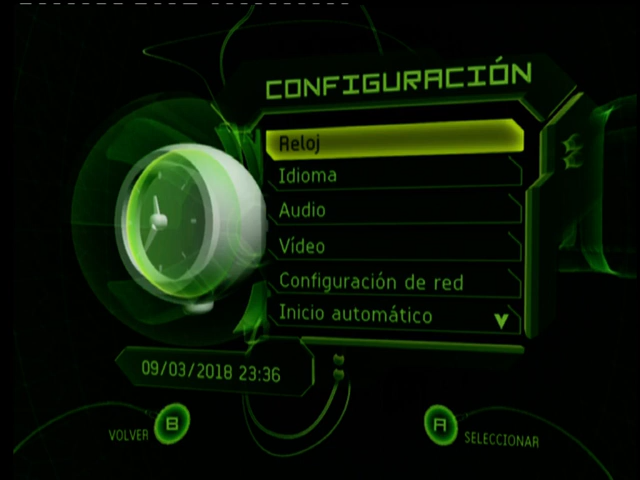 CONFIGURACIÓN
Reloj
Idioma
Audio
Vídeo
Configuración de red
Inicio automático
09/03/2018 23:36
VOLVER B
A SELECCIONAR